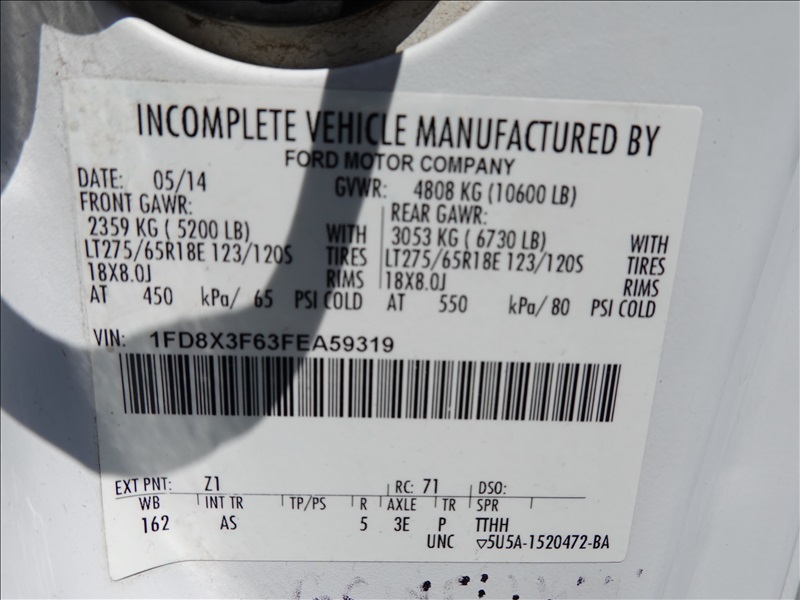 INCOMPLETE VEHICLE MANUFACTURED BY
FORD MOTOR COMPANY
DATE: 05/14 GVWR: 4808 KG (10600 LB)
FRONT GAWR: REAR GAWR:
2359 KG ( 5200 LB) WITH 3053 KG ( 6730 LB) WITH
LT275/65R18E 123/120S TIRES LT275/65R18E 123/120S TIRES
18X8.0J RIMS 18X8.0J RIMS
AT 450 kPa/ 65 PSI COLD AT 550 kPa/ 80 PSI COLD
VIN: 1FD8X3F63FEA59319
EXT PNT: Z1 RC: 71 DSO:
WB INT TR TP/PS R AXLE TR SPR
162 AS 5 3E P TTHH
UNC ▽5U5A-1520472-BA